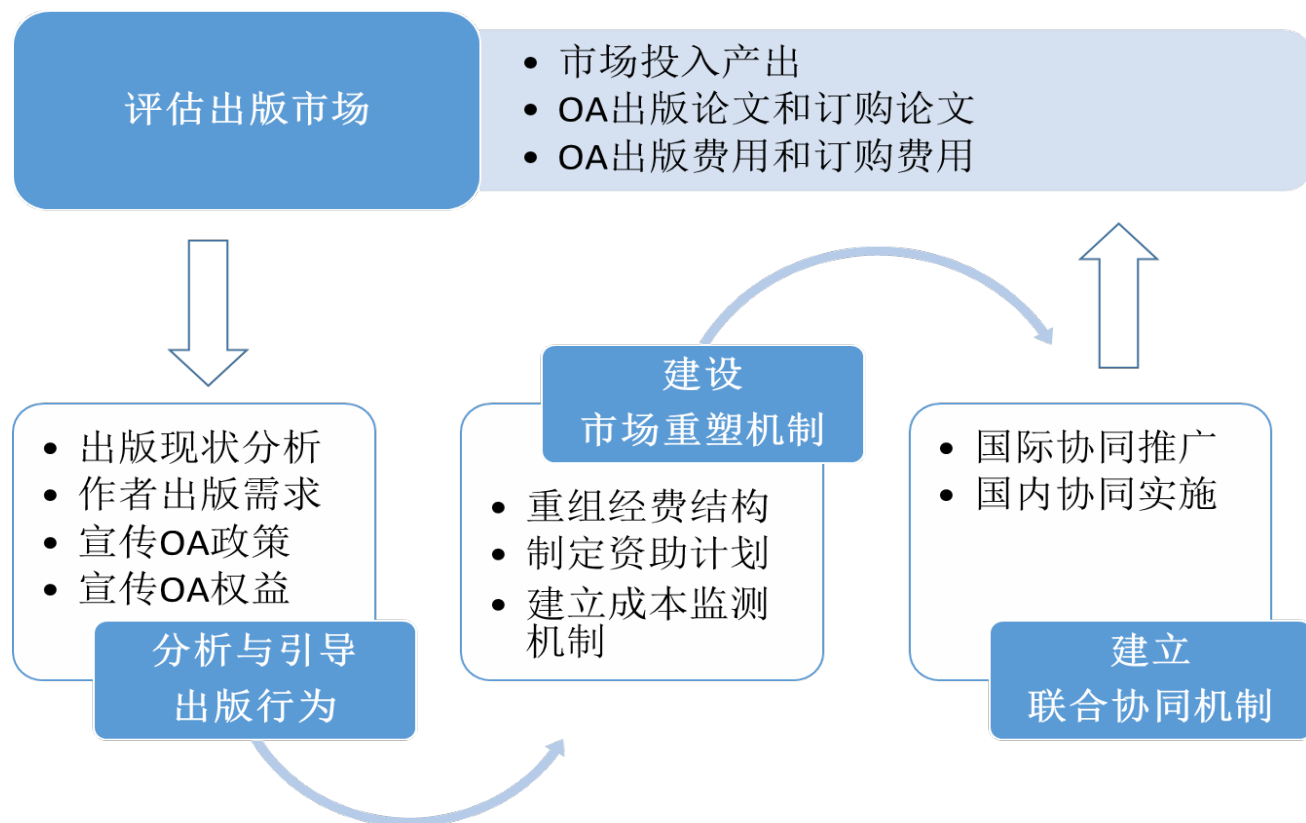 评估出版市场
• 市场投入产出
• OA出版论文和订购论文
• OA出版费用和订购费用
• 出版现状分析
• 作者出版需求
• 宣传OA政策
• 宣传OA权益
分析与引导
出版行为
建设
市场重塑机制
• 重组经费结构
• 制定资助计划
• 建立成本监测
机制
• 国际协同推广
• 国内协同实施
建立
联合协同机制